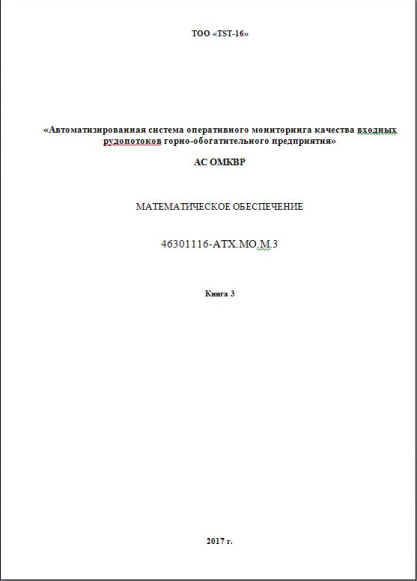 ТОО «TST-16»
«Автоматизированная система оперативного мониторинга качества входных
рудопотоков горно-обогатительного предприятия»
АС ОМКВР
МАТЕМАТИЧЕСКОЕ ОБЕСПЕЧЕНИЕ
46301116-АТХ.МО.М.3
Книга 3
2017 г.